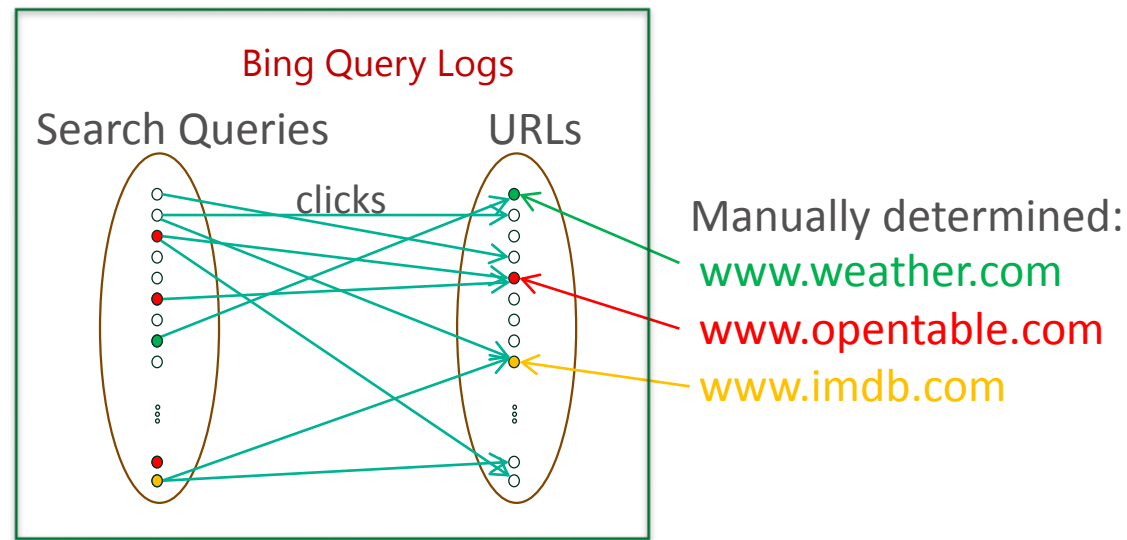 Bing Query Logs
Search Queries
URLs
clicks
Manually determined:
www.weather.com
www.opentable.com
www.imdb.com